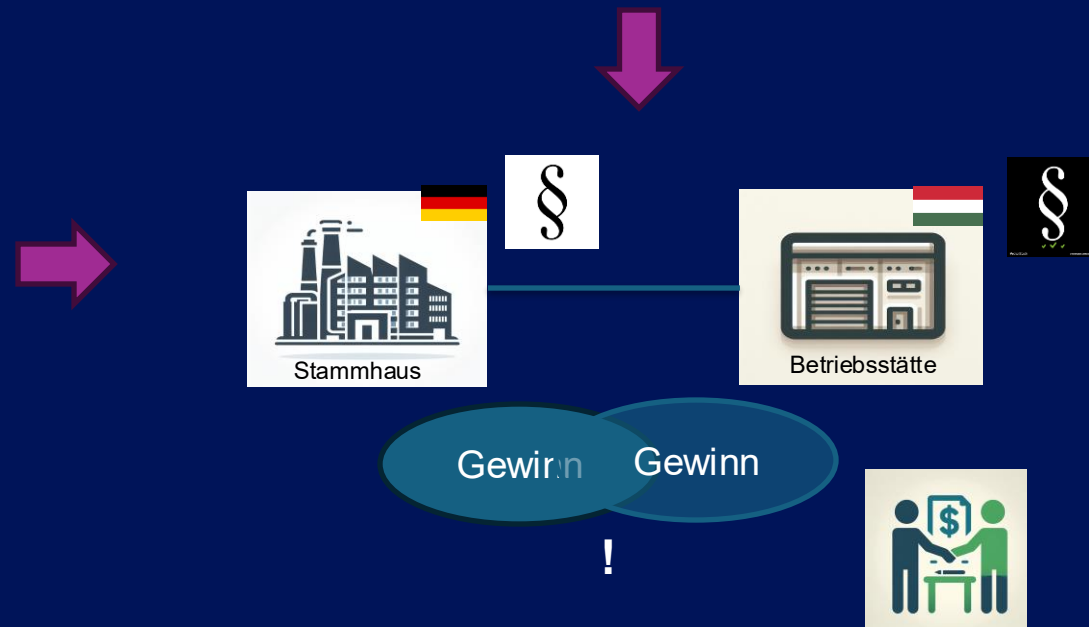 §
§
Stammhaus
Betriebsstätte
$
Gewinn
Gewinn
!